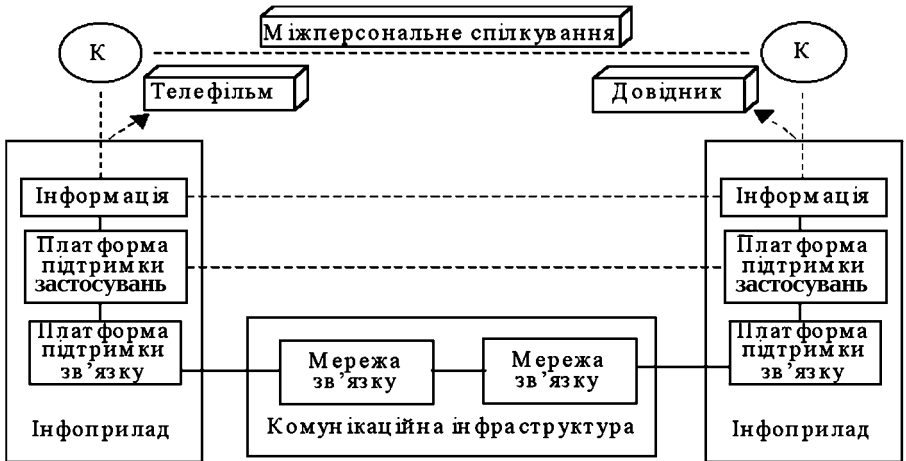 Міжперсональне спілкування
К
К
Телефільм
Довідник
Інформація
Інформація
Платформа
підтримки
застосувань
Платформа
підтримки
застосувань
Платформа
підтримки
зв’язку
Платформа
підтримки
зв’язку
Мережа
зв’язку
Мережа
зв’язку
Інфоприлад
Комунікаційна інфраструктура
Інфоприлад